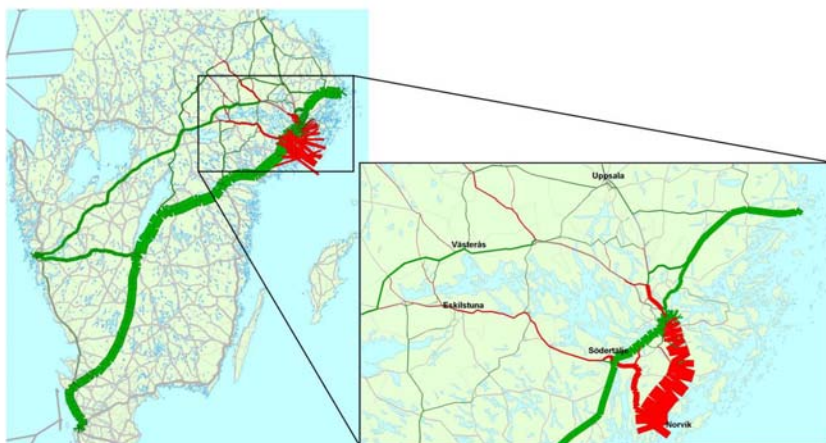 Uppsala
Västerås
Eskilstuna
Södertälje
Norvik